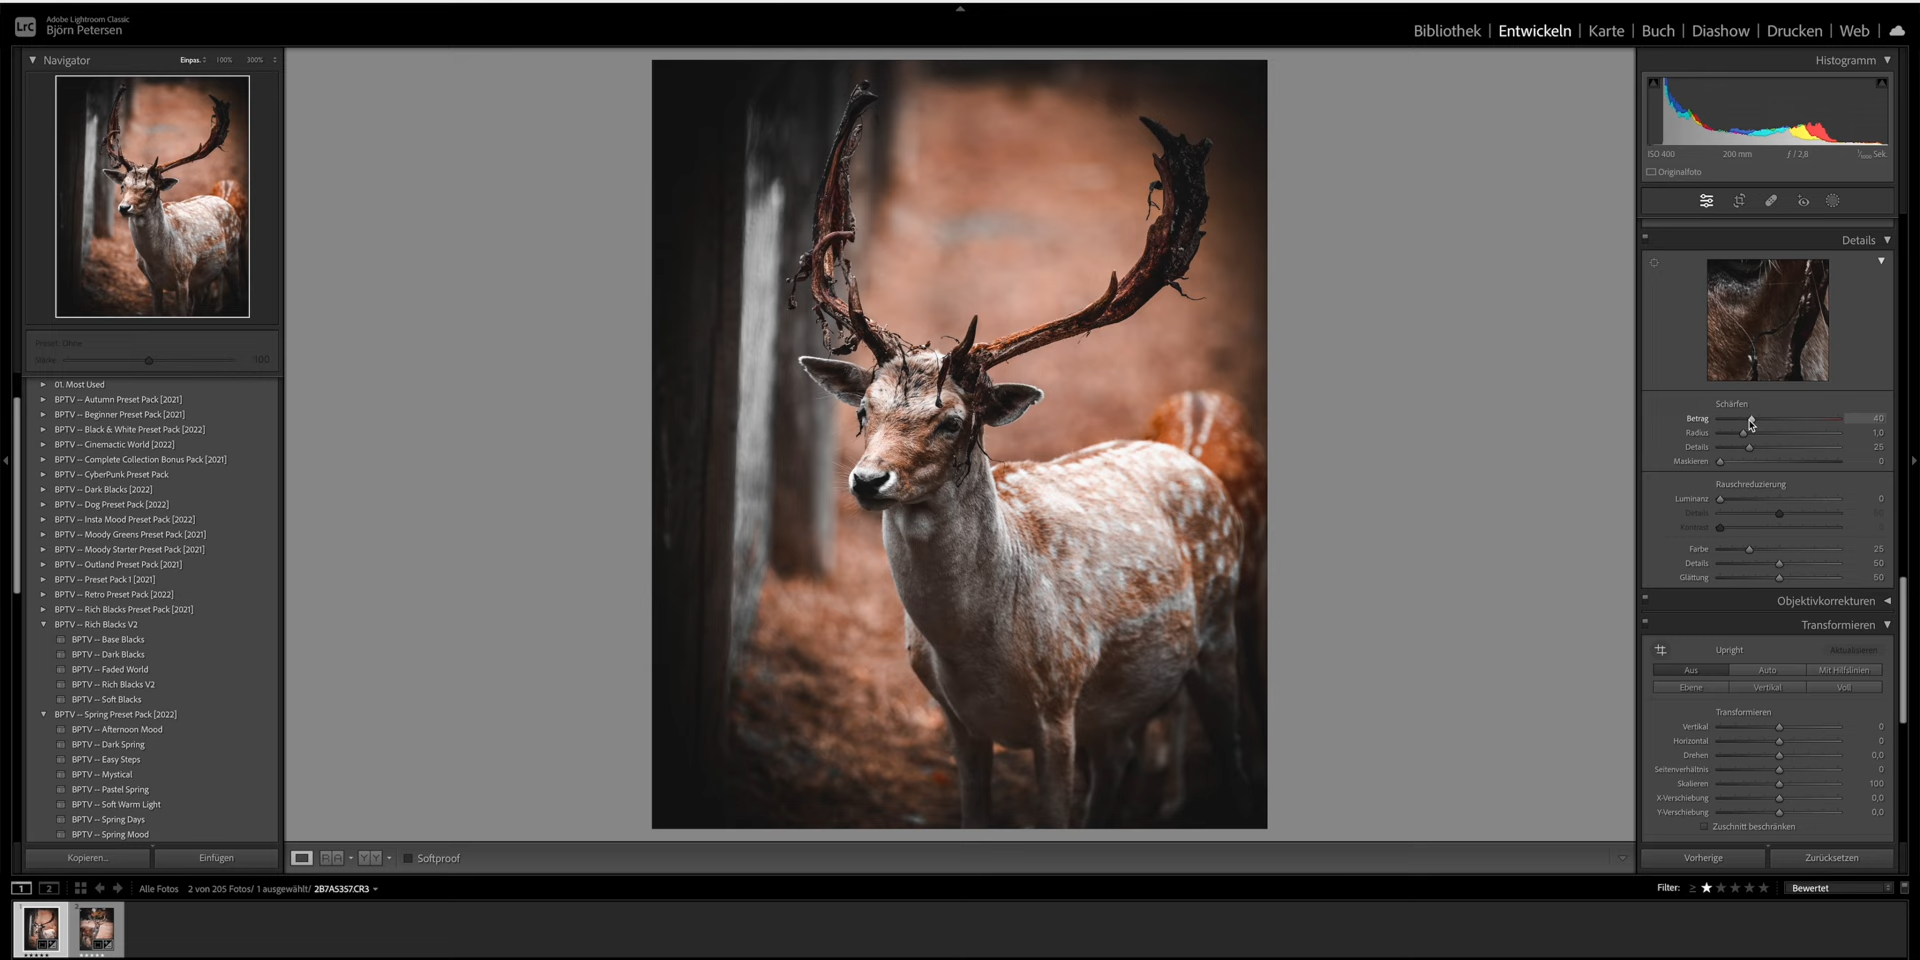 Adobe Lightroom Classic
Björn Petersen
Bibliothek | Entwickeln | Karte | Buch | Diashow | Drucken | Web
Navigator Einpas. 100% 300%
Preset: Ohne
Stärke 100
01. Most Used
BPTV -- Autumn Preset Pack [2021]
BPTV -- Beginner Preset Pack [2021]
BPTV -- Black & White Preset Pack [2022]
BPTV -- Cinemactic World [2022]
BPTV -- Complete Collection Bonus Pack [2021]
BPTV -- CyberPunk Preset Pack
BPTV -- Dark Blacks [2022]
BPTV -- Dog Preset Pack [2022]
BPTV -- Insta Mood Preset Pack [2022]
BPTV -- Moody Greens Preset Pack [2021]
BPTV -- Moody Starter Preset Pack [2021]
BPTV -- Outland Preset Pack [2021]
BPTV -- Preset Pack 1 [2021]
BPTV -- Retro Preset Pack [2022]
BPTV -- Rich Blacks Preset Pack [2021]
BPTV -- Rich Blacks V2
BPTV -- Base Blacks
BPTV -- Dark Blacks
BPTV -- Faded World
BPTV -- Rich Blacks V2
BPTV -- Soft Blacks
BPTV -- Spring Preset Pack [2022]
BPTV -- Afternoon Mood
BPTV -- Dark Spring
BPTV -- Easy Steps
BPTV -- Mystical
BPTV -- Pastel Spring
BPTV -- Soft Warm Light
BPTV -- Spring Days
BPTV -- Spring Mood
Kopieren... Einfügen
Softproof
Histogramm
ISO 400 200 mm ƒ / 2,8 Sek.
Originalfoto
Details
Schärfen
Betrag 40
Radius 1,0
Details 25
Maskieren 0
Rauschreduzierung
Luminanz 0
Details
Kontrast
Farbe 25
Details 50
Glättung 50
Objektivkorrekturen
Transformieren
Upright Aktualisieren
Aus Auto Mit Hilfslinien
Ebene Vertikal Voll
Transformieren
Vertikal 0
Horizontal 0
Drehen 0,0
Seitenverhältnis 0
Skalieren 100
X-Verschiebung 0,0
Y-Verschiebung 0,0
Zuschnitt beschränken
Vorherige Zurücksetzen
1 2 Alle Fotos 2 von 205 Fotos/ 1 ausgewählt/ 2B7A5357.CR3
Filter: Bewertet